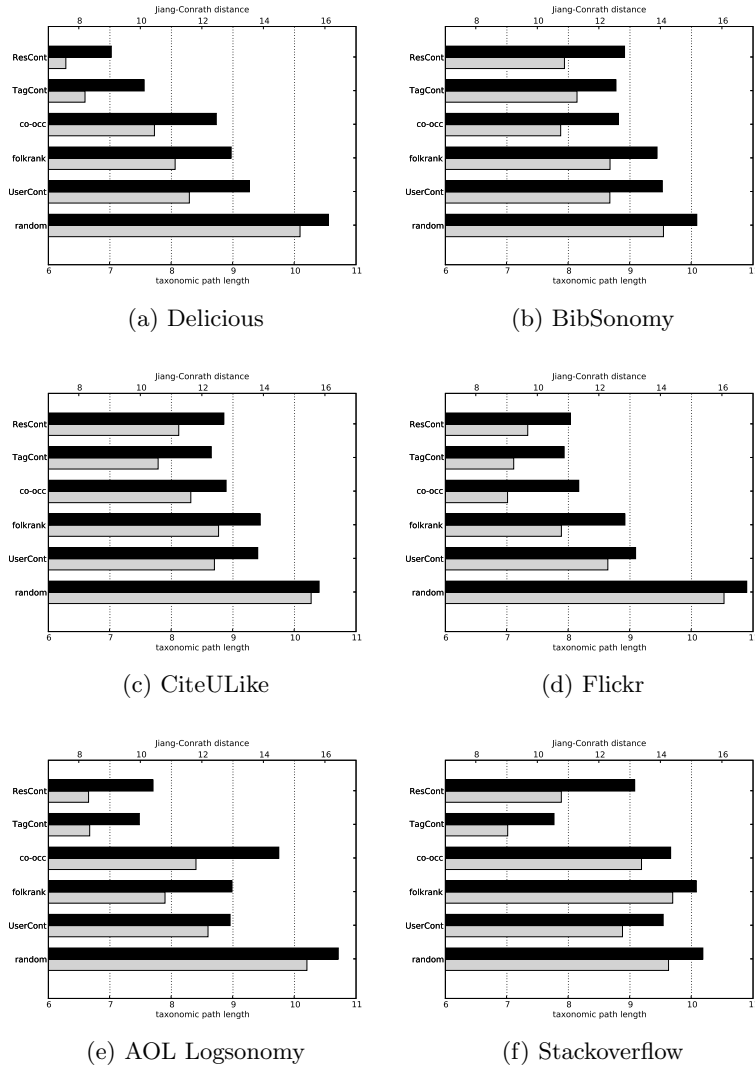 Jiang-Conrath distance
8 10 12 14 16
ResCont
TagCont
co-occ
folkrank
UserCont
random
6 7 8 9 10 11
taxonomic path length
(a) Delicious
Jiang-Conrath distance
8 10 12 14 16
ResCont
TagCont
co-occ
folkrank
UserCont
random
6 7 8 9 10 11
taxonomic path length
(b) BibSonomy
Jiang-Conrath distance
8 10 12 14 16
ResCont
TagCont
co-occ
folkrank
UserCont
random
6 7 8 9 10 11
taxonomic path length
(c) CiteULike
Jiang-Conrath distance
8 10 12 14 16
ResCont
TagCont
co-occ
folkrank
UserCont
random
6 7 8 9 10 11
taxonomic path length
(d) Flickr
Jiang-Conrath distance
8 10 12 14 16
ResCont
TagCont
co-occ
folkrank
UserCont
random
6 7 8 9 10 11
taxonomic path length
(e) AOL Logsonomy
Jiang-Conrath distance
8 10 12 14 16
ResCont
TagCont
co-occ
folkrank
UserCont
random
6 7 8 9 10 11
taxonomic path length
(f) Stackoverflow